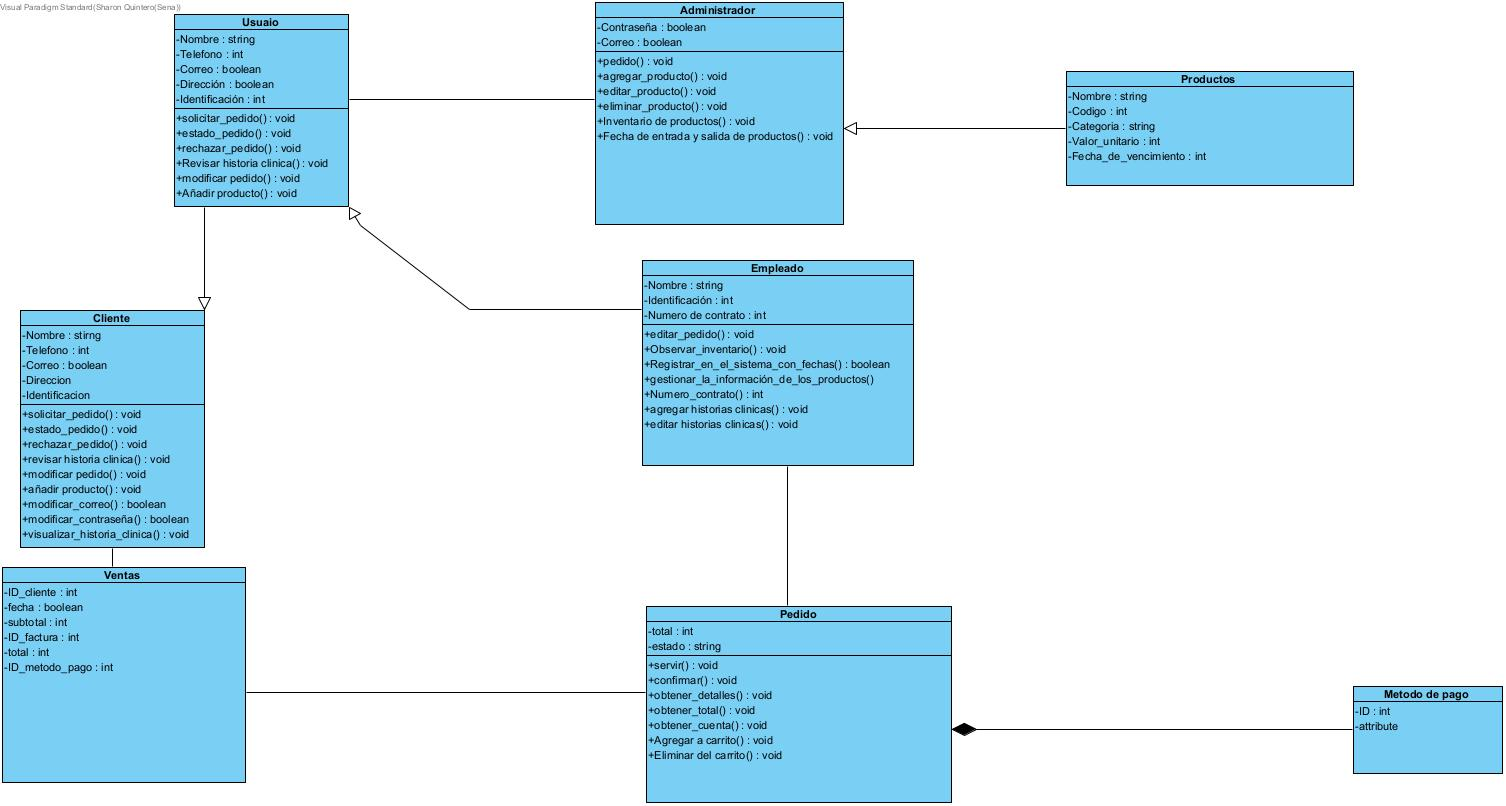 Visual Paradigm Standard(Sharon Quintero(Sena))
Usuaio
-Nombre : string
-Telefono : int
-Correo : boolean
-Dirección : boolean
-Identificación : int
+solicitar_pedido() : void
+estado_pedido() : void
+rechazar_pedido() : void
+Revisar historia clinica() : void
+modificar pedido() : void
+Añadir producto() : void
Administrador
-Contraseña : boolean
-Correo : boolean
+pedido() : void
+agregar_producto() : void
+editar_producto() : void
+eliminar_producto() : void
+Inventario de productos() : void
+Fecha de entrada y salida de productos() : void
Productos
-Nombre : string
-Codigo : int
-Categoria : string
-Valor_unitario : int
-Fecha_de_vencimiento : int
Empleado
-Nombre : string
-Identificación : int
-Numero de contrato : int
+editar_pedido() : void
+Observar_inventario() : void
+Registrar_en_el_sistema_con_fechas() : boolean
+gestionar_la_información_de_los_productos()
+Numero_contrato() : int
+agregar historias clinicas() : void
+editar historias clinicas() : void
Cliente
-Nombre : stirng
-Telefono : int
-Correo : boolean
-Direccion
-Identificacion
+solicitar_pedido() : void
+estado_pedido() : void
+rechazar_pedido() : void
+revisar historia clinica() : void
+modificar pedido() : void
+añadir producto() : void
+modificar_correo() : boolean
+modificar_contraseña() : boolean
+visualizar_historia_clinica() : void
Ventas
-ID_cliente : int
-fecha : boolean
-subtotal : int
-ID_factura : int
-total : int
-ID_metodo_pago : int
Pedido
-total : int
-estado : string
+servir() : void
+confirmar() : void
+obtener_detalles() : void
+obtener_total() : void
+obtener_cuenta() : void
+Agregar a carrito() : void
+Eliminar del carrito() : void
Metodo de pago
-ID : int
-attribute